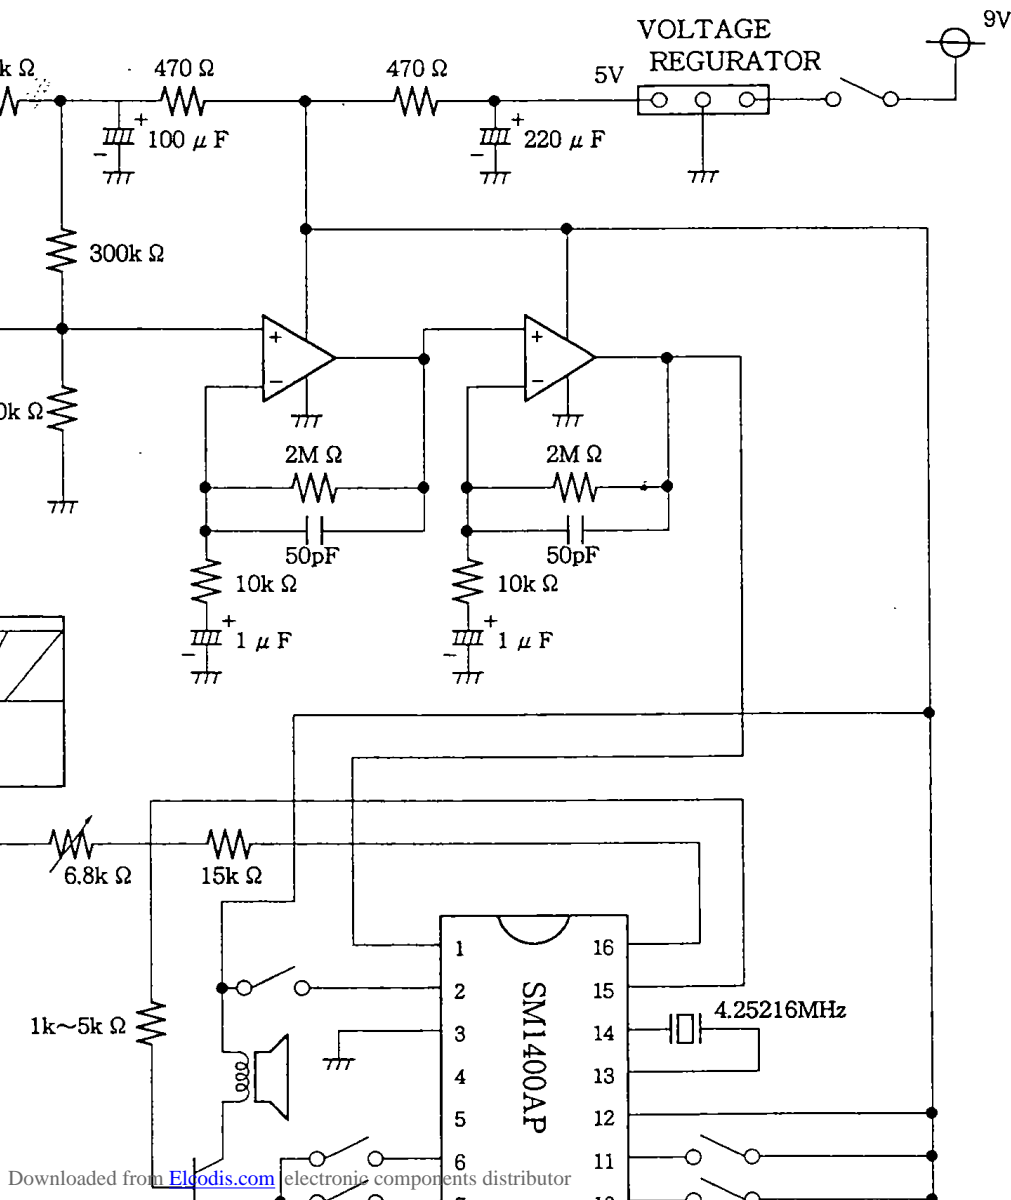 9V
VOLTAGE
REGURATOR
5V
k Ω
470 Ω
470 Ω
+
100 μ F
−
+
220 μ F
−
300k Ω
+
−
+
−
0k Ω
2M Ω
2M Ω
50pF
50pF
10k Ω
10k Ω
+
1 μ F
−
+
1 μ F
−
6.8k Ω
15k Ω
1 16
2 15
3 14
4 13
5 12
6 11
SM1400AP
4.25216MHz
1k~5k Ω
Downloaded from Elcodis.com electronic components distributor